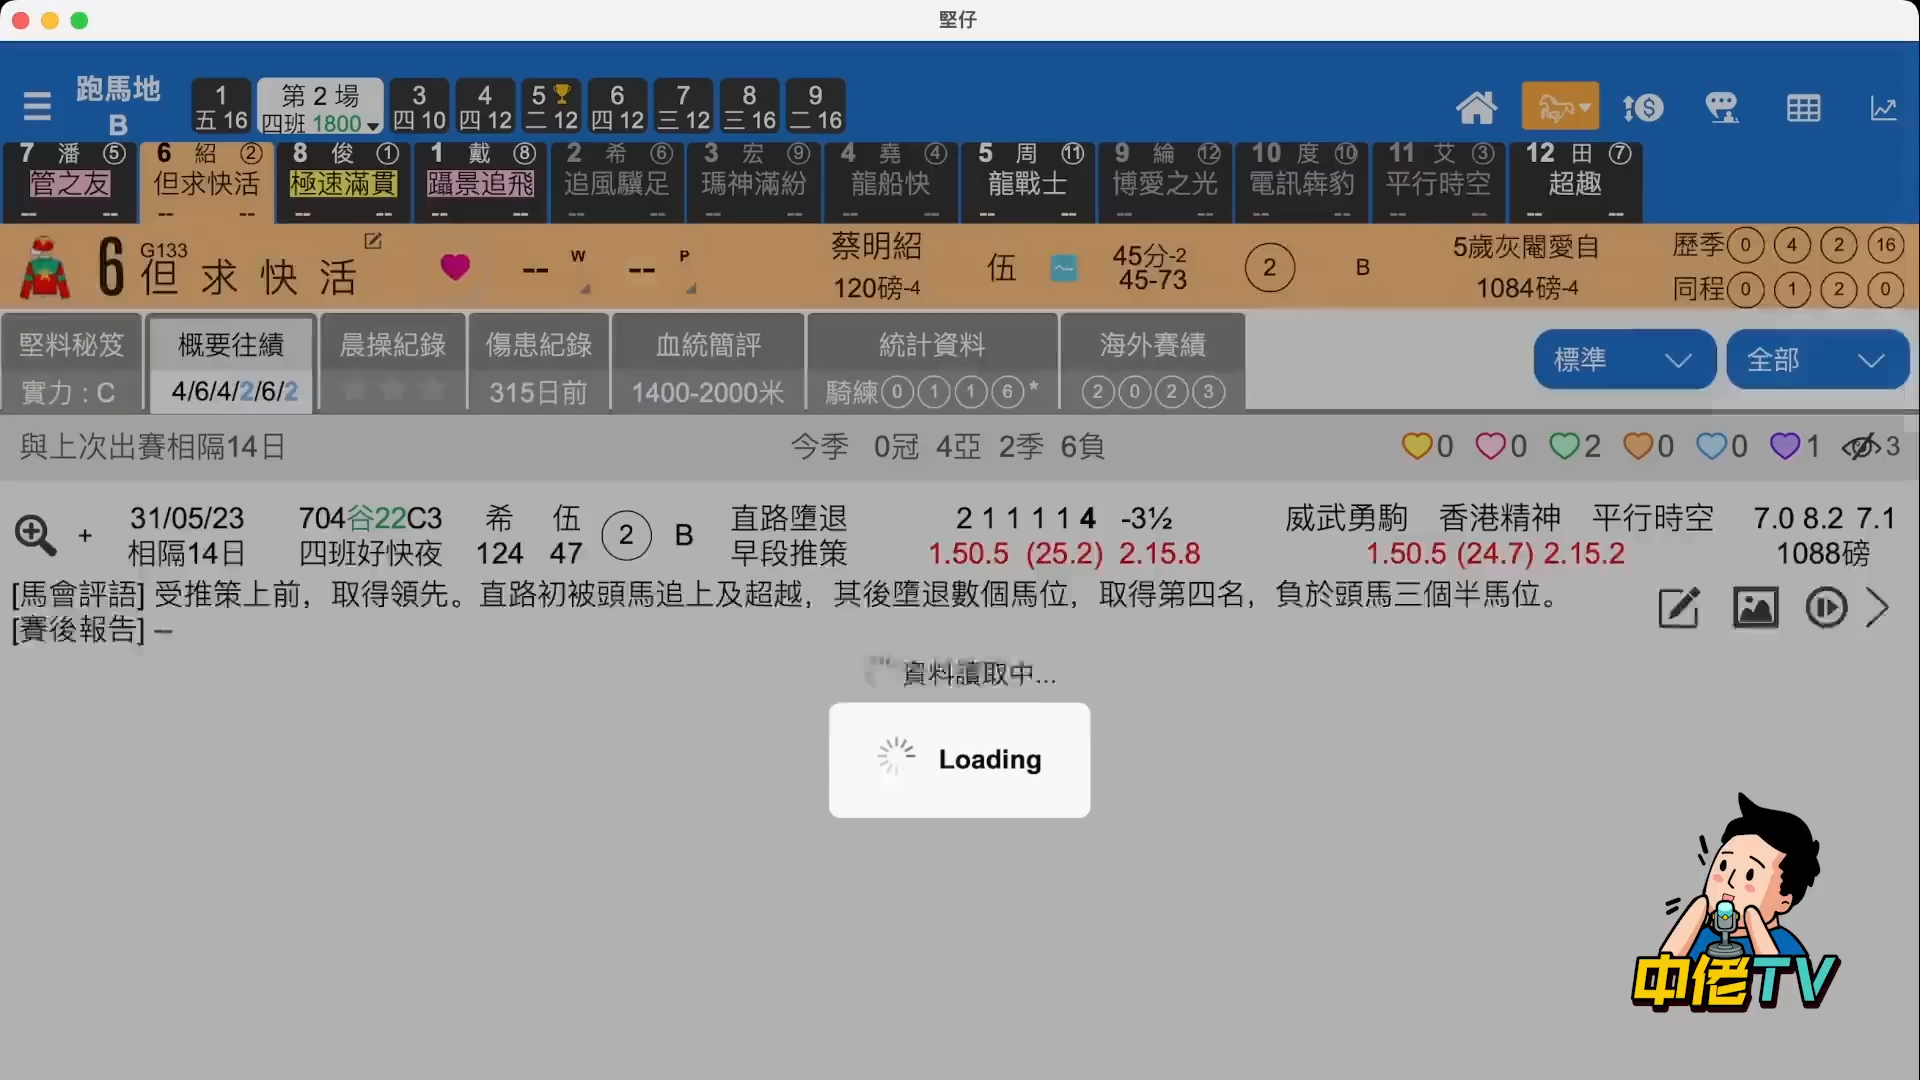 堅仔
跑馬地
B
1
五 16
第 2 場
四班 1800
3
四 10
4
四 12
5
二 12
6
四 12
7
三 12
8
三 16
9
二 16
7 潘 ⑤
管之友
-- --
6 紹 ②
但求快活
-- --
8 俊 ①
極速滿貫
-- --
1 戴 ⑧
躡景追飛
-- --
2 希 ⑥
追風驥足
-- --
3 宏 ⑨
瑪神滿紛
-- --
4 堯 ④
龍船快
-- --
5 周 ⑪
龍戰士
-- --
9 綸 ⑫
博愛之光
-- --
10 度 ⑩
電訊犇豹
-- --
11 艾 ③
平行時空
-- --
12 田 ⑦
超趣
-- --
6
G133
但求快活
-- W
-- P
蔡明紹
120磅-4
伍
45分-2
45-73
②
B
5歲灰閹愛自
1084磅-4
歷季 ⓪ ④ ② ⑯
同程 ⓪ ① ② ⓪
堅料秘笈
實力 : C
概要往績
4/6/4/2/6/2
晨操紀錄
傷患紀錄
315日前
血統簡評
1400-2000米
統計資料
騎練 ⓪ ① ① ⑥ *
海外賽績
② ⓪ ② ③
標準
全部
與上次出賽相隔14日
今季 0冠 4亞 2季 6負
0 0 2 0 0 1 3
+ 31/05/23 704谷22C3 希 伍 ② B 直路墮退 2 1 1 1 1 4 -3½ 威武勇駒 香港精神 平行時空 7.0 8.2 7.1
相隔14日 四班好快夜 124 47 早段推策 1.50.5 (25.2) 2.15.8 1.50.5 (24.7) 2.15.2 1088磅
[馬會評語] 受推策上前，取得領先。直路初被頭馬追上及超越，其後墮退數個馬位，取得第四名，負於頭馬三個半馬位。
[賽後報告] –
資料讀取中...
Loading
中佬TV